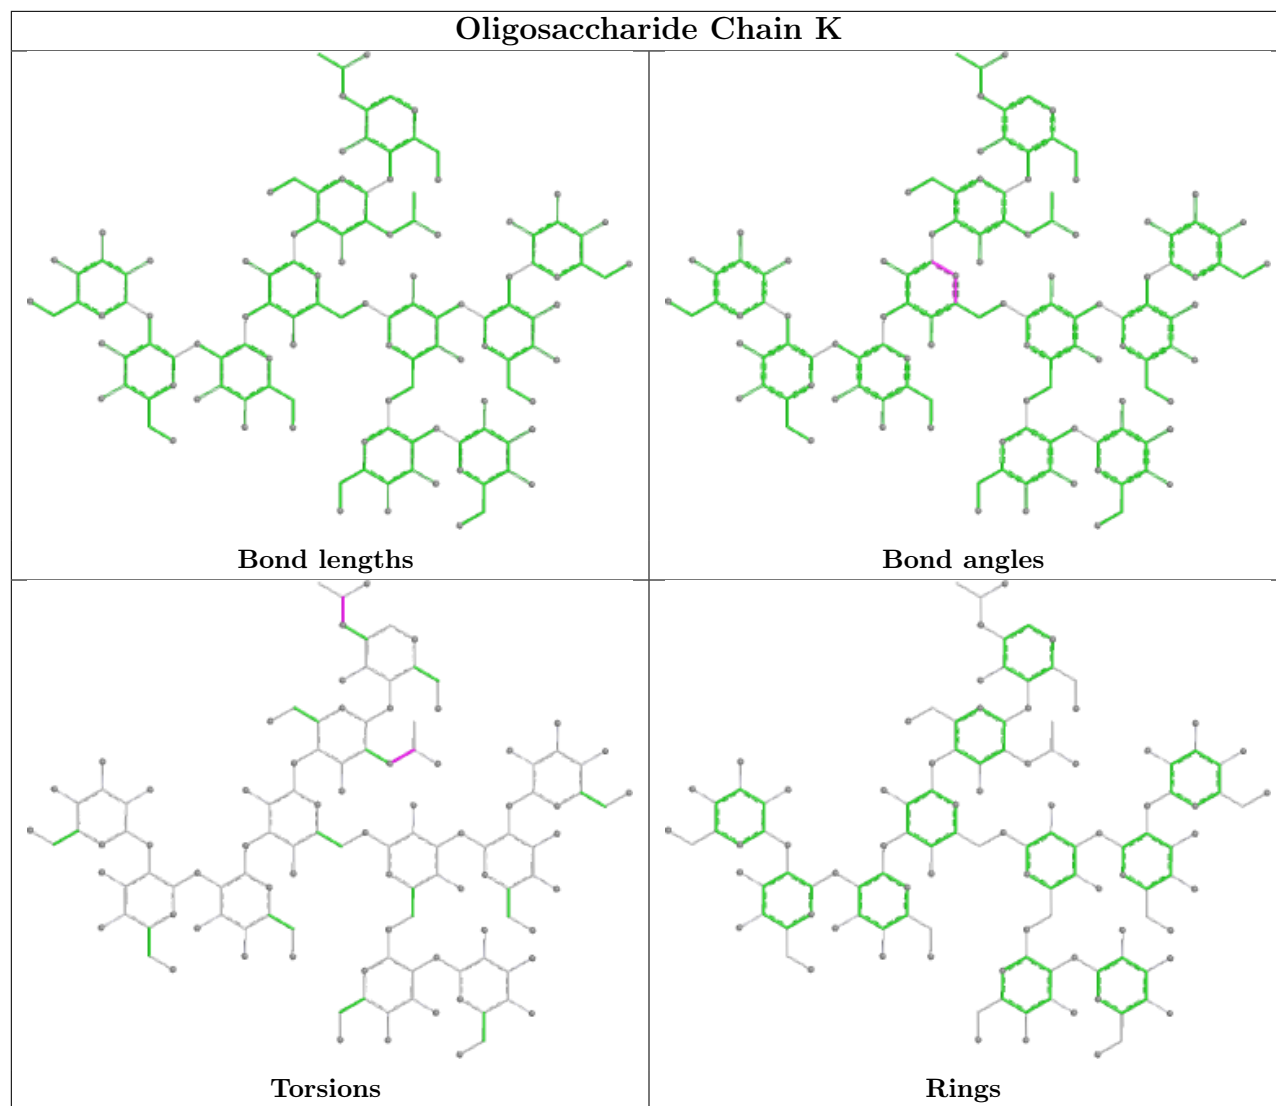 Oligosaccharide Chain K
Bond lengths
Bond angles
Torsions
Rings